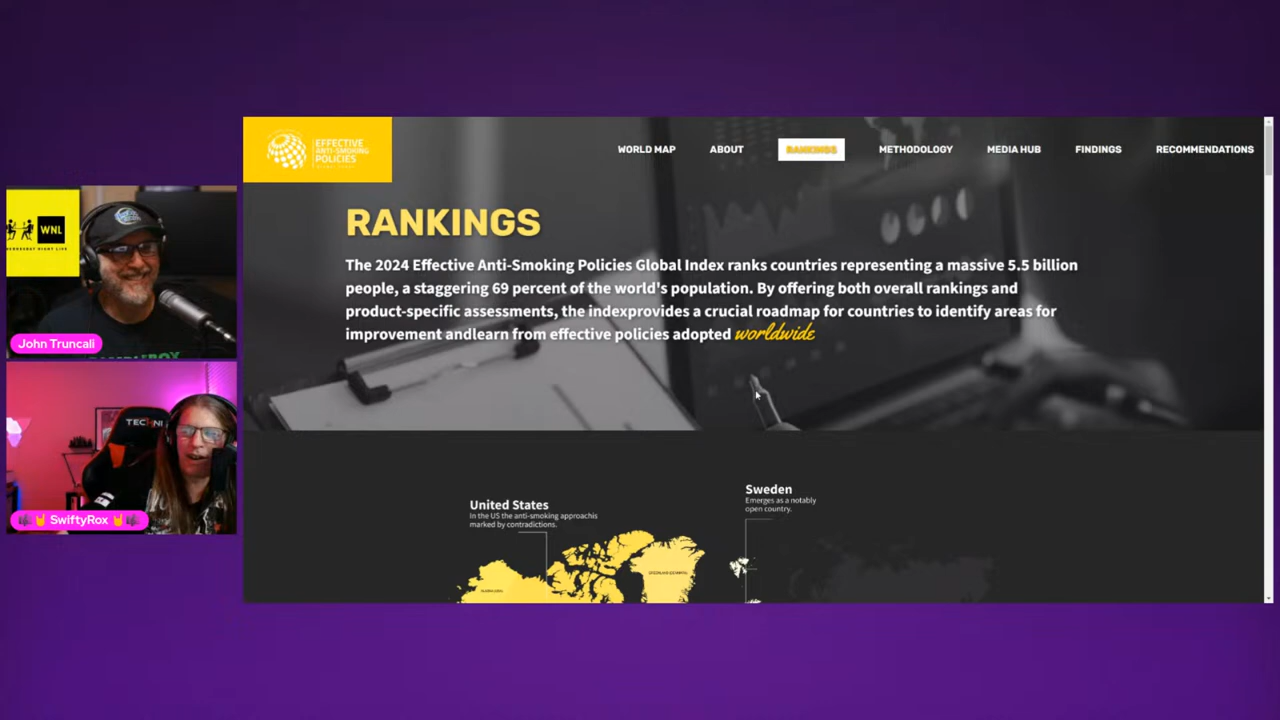 EFFECTIVE
ANTI-SMOKING
POLICIES
WORLD MAP
ABOUT
RANKINGS
METHODOLOGY
MEDIA HUB
FINDINGS
RECOMMENDATIONS
RANKINGS
The 2024 Effective Anti-Smoking Policies Global Index ranks countries representing a massive 5.5 billion
people, a staggering 69 percent of the world's population. By offering both overall rankings and
product-specific assessments, the indexprovides a crucial roadmap for countries to identify areas for
improvement andlearn from effective policies adopted worldwide
WNL
John Truncali
TECHNI
SwiftyRox
United States
In the US the anti-smoking approachis
marked by contradictions.
Sweden
Emerges as a notably
open country.